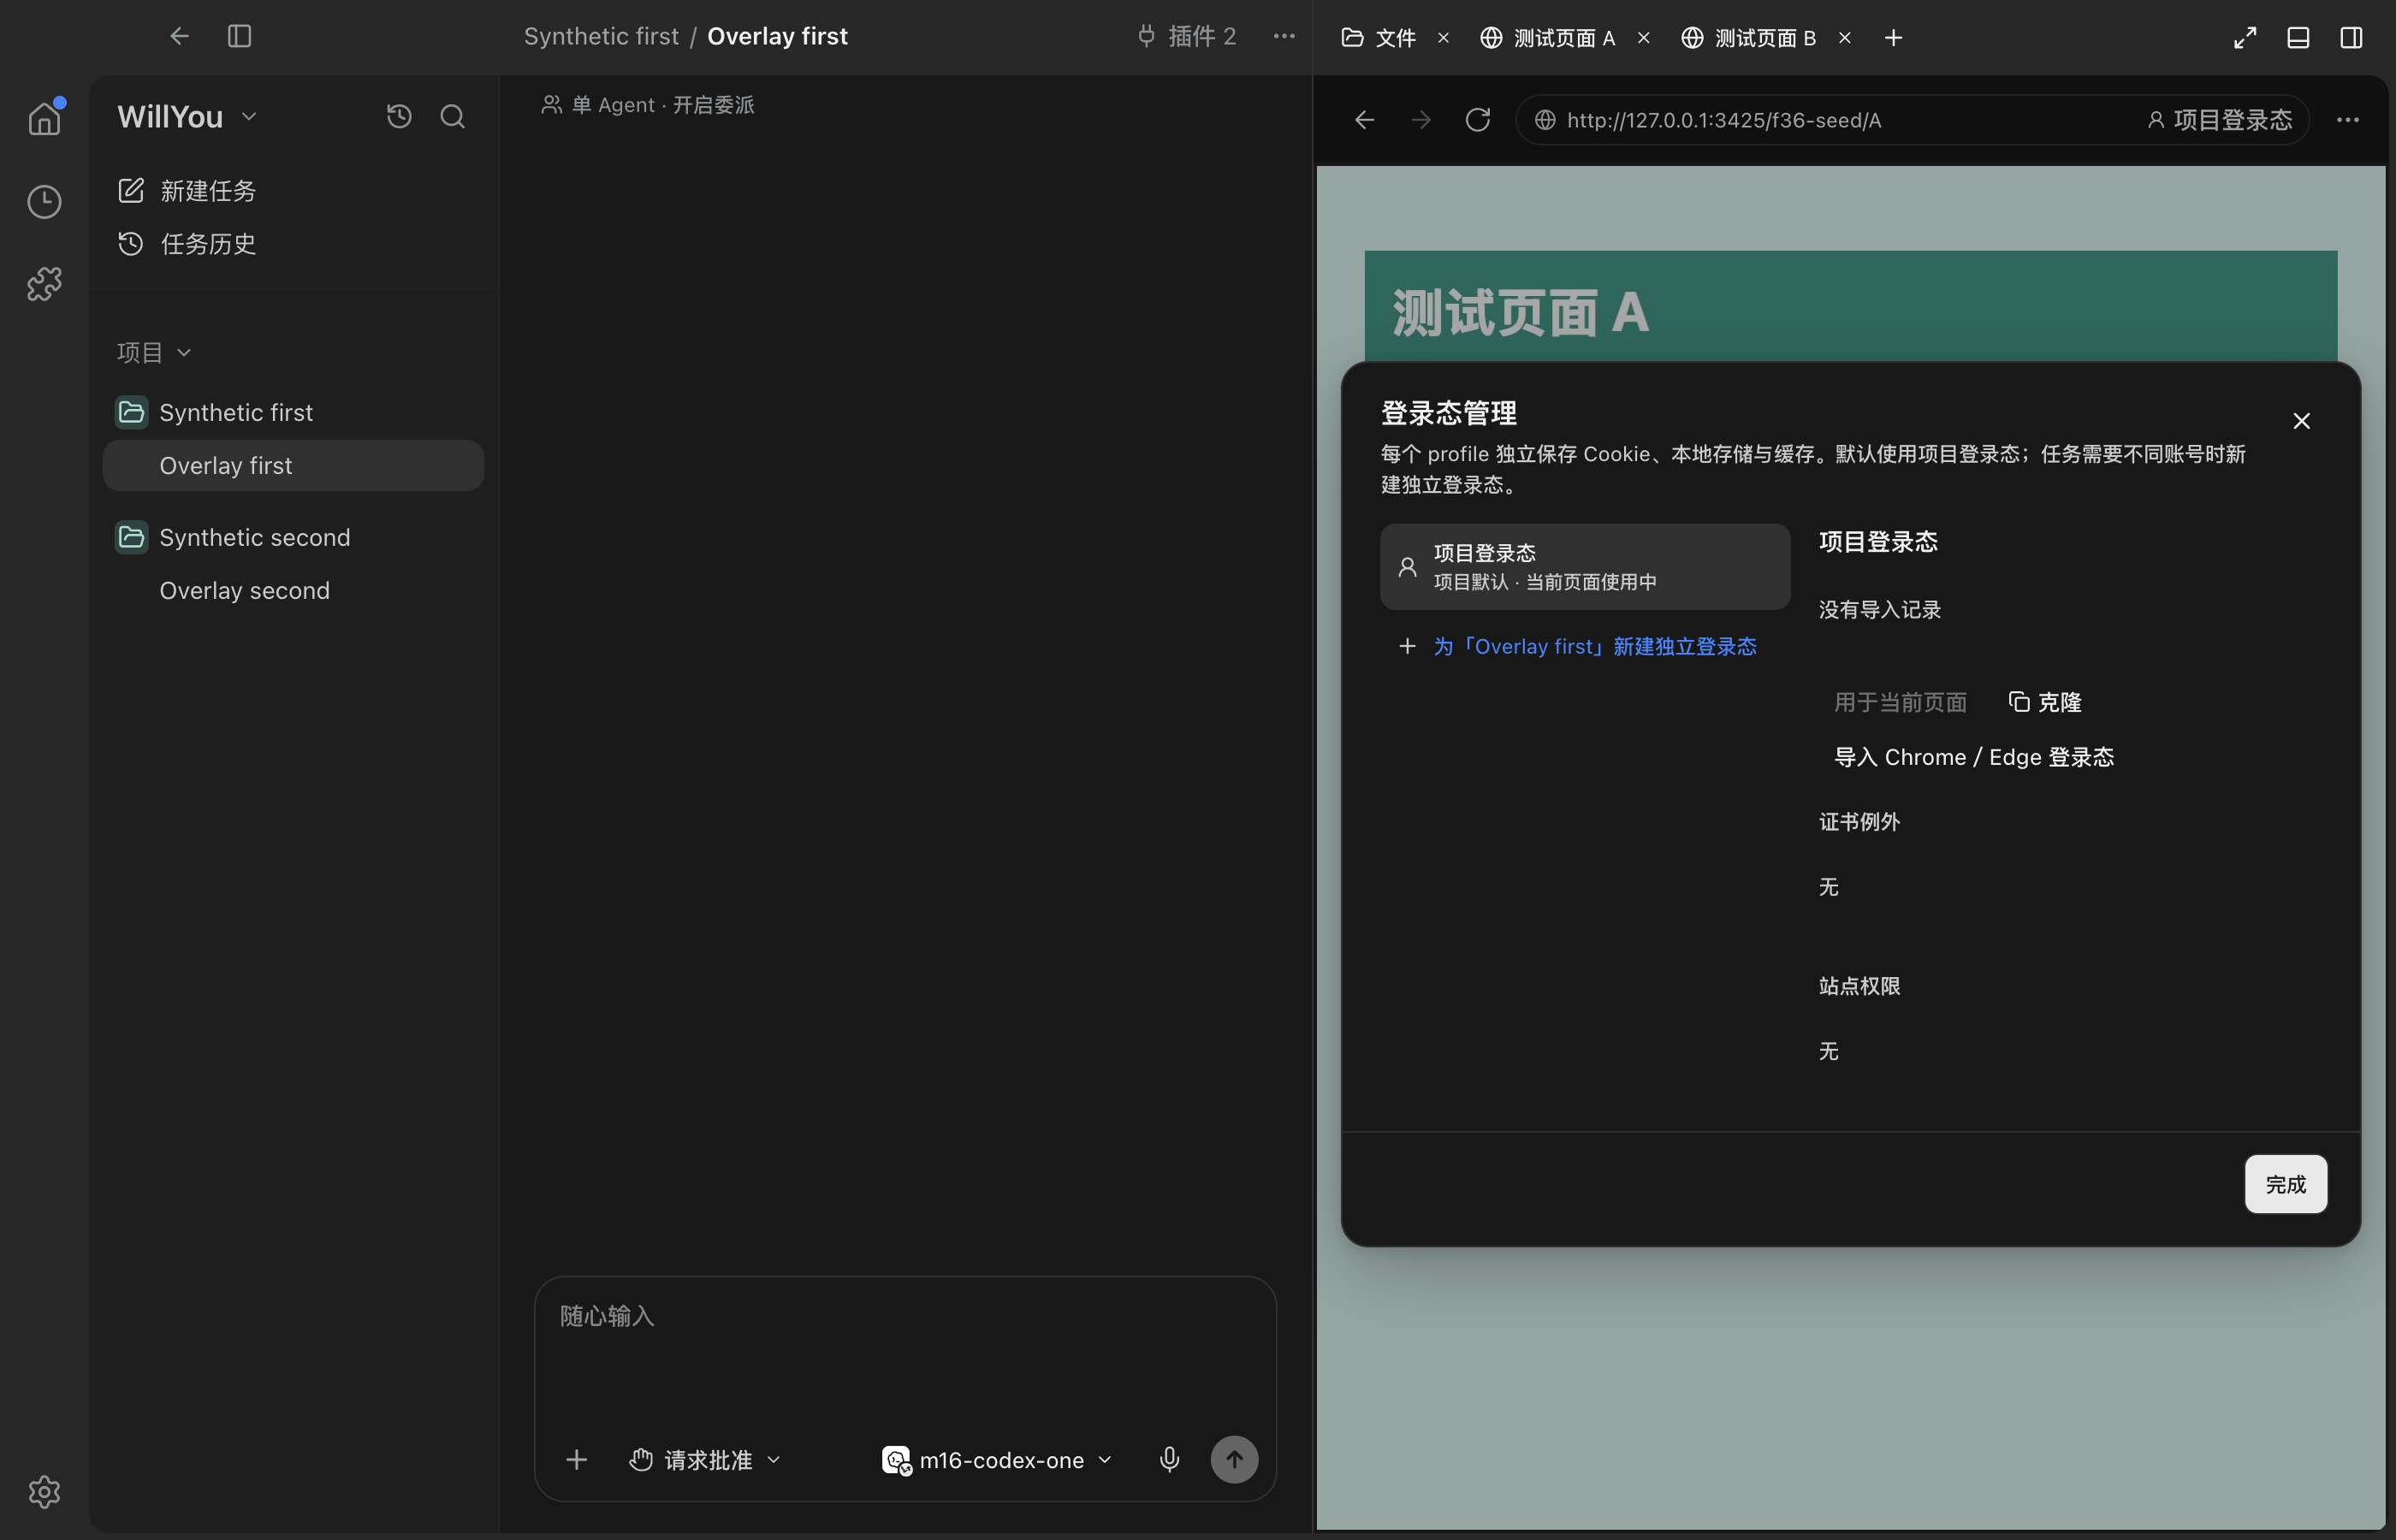 Synthetic first / Overlay first
插件 2
文件
测试页面 A
测试页面 B
WillYou
单 Agent · 开启委派
http://127.0.0.1:3425/f36-seed/A
项目登录态
新建任务
任务历史
项目
Synthetic first
Overlay first
Synthetic second
Overlay second
测试页面 A
登录态管理
每个 profile 独立保存 Cookie、本地存储与缓存。默认使用项目登录态；任务需要不同账号时新
建独立登录态。
项目登录态
项目默认 · 当前页面使用中
为「Overlay first」新建独立登录态
项目登录态
没有导入记录
用于当前页面
克隆
导入 Chrome / Edge 登录态
证书例外
无
站点权限
无
完成
随心输入
请求批准
m16-codex-one